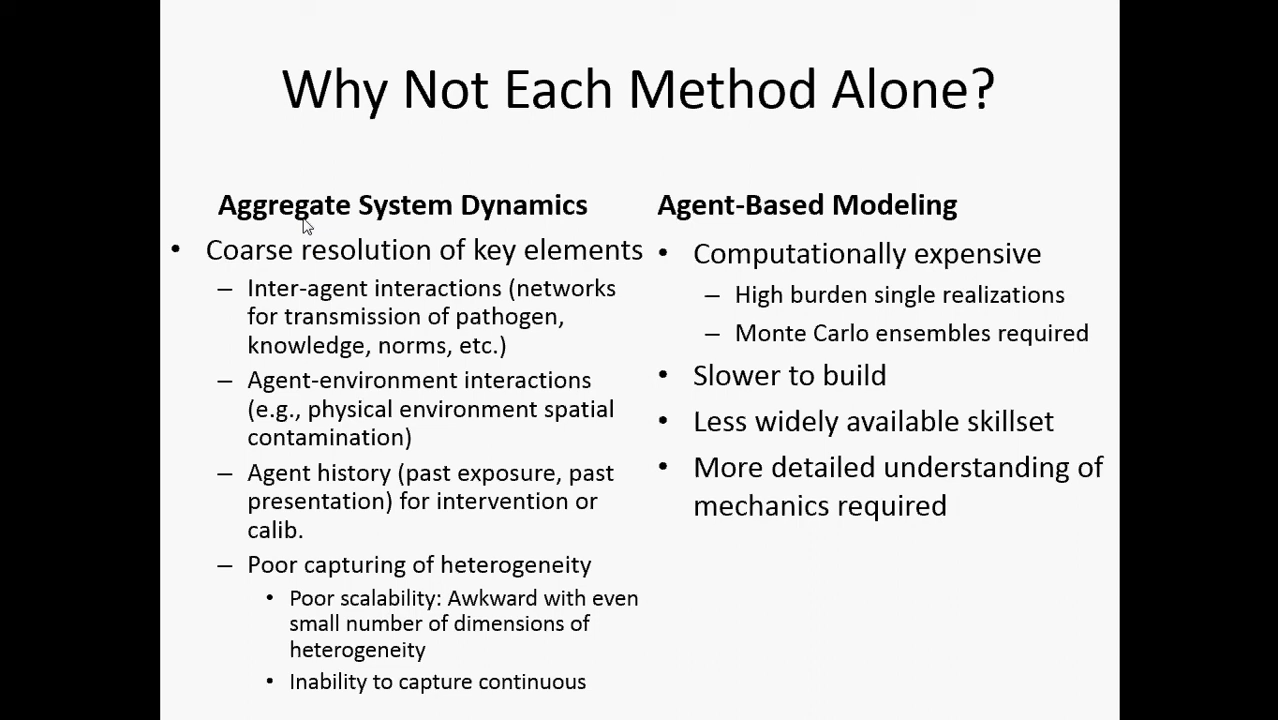 Why Not Each Method Alone?
Aggregate System Dynamics
• Coarse resolution of key elements
– Inter-agent interactions (networks
for transmission of pathogen,
knowledge, norms, etc.)
– Agent-environment interactions
(e.g., physical environment spatial
contamination)
– Agent history (past exposure, past
presentation) for intervention or
calib.
– Poor capturing of heterogeneity
• Poor scalability: Awkward with even
small number of dimensions of
heterogeneity
• Inability to capture continuous
Agent-Based Modeling
• Computationally expensive
– High burden single realizations
– Monte Carlo ensembles required
• Slower to build
• Less widely available skillset
• More detailed understanding of
mechanics required